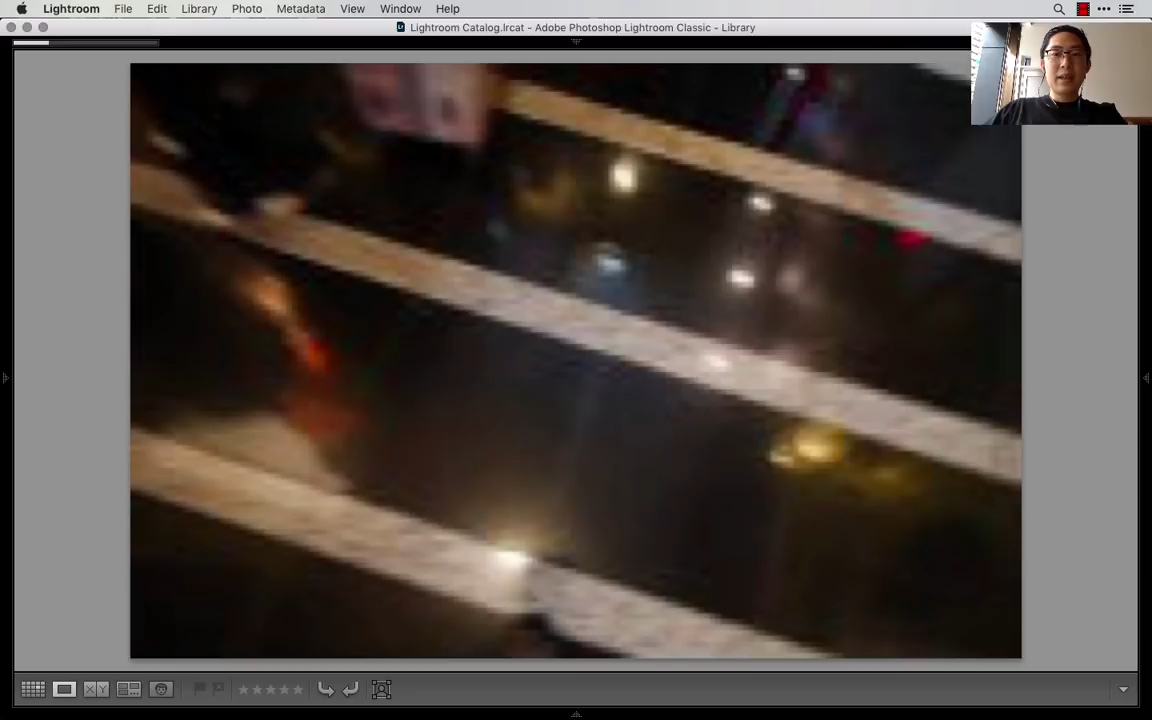 Lightroom File Edit Library Photo Metadata View Window Help
Lightroom Catalog.lrcat - Adobe Photoshop Lightroom Classic - Library
X Y